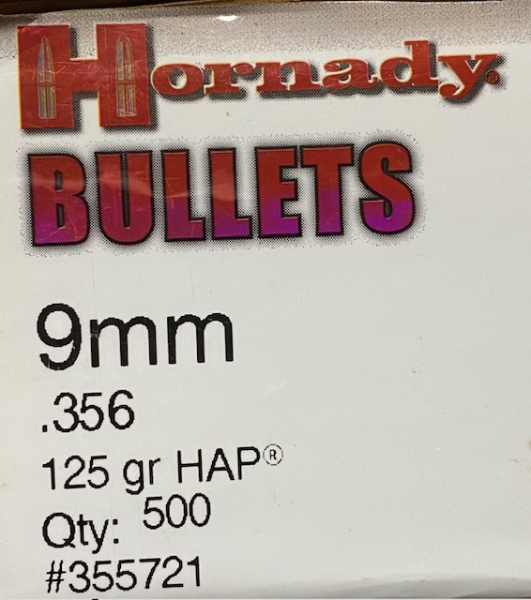 Hornady®
BULLETS
9mm
.356
125 gr HAP®
Qty: 500
#355721